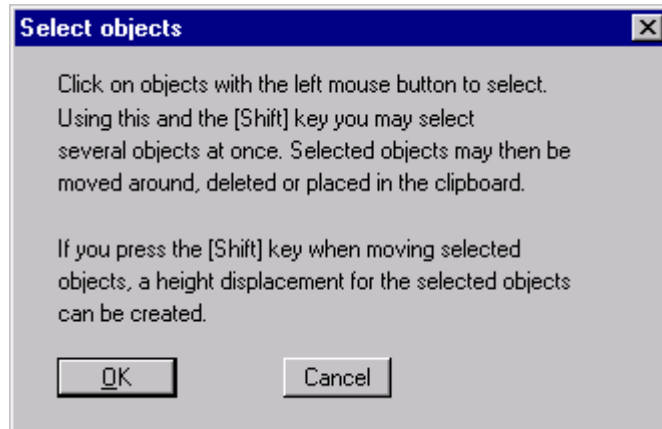 Select objects
Click on objects with the left mouse button to select.
Using this and the [Shift] key you may select
several objects at once. Selected objects may then be
moved around, deleted or placed in the clipboard.
If you press the [Shift] key when moving selected
objects, a height displacement for the selected objects
can be created.
OK Cancel